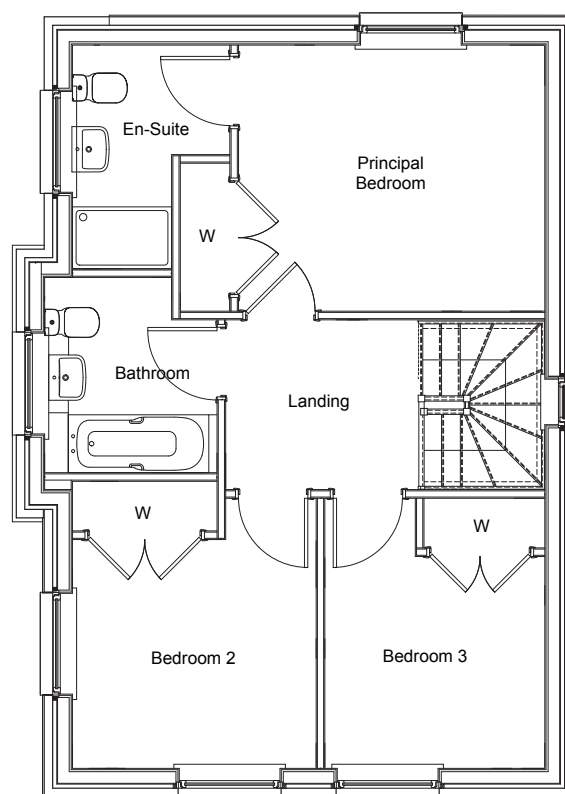 En-Suite
Principal
Bedroom
W
Bathroom
Landing
W
W
Bedroom 2
Bedroom 3